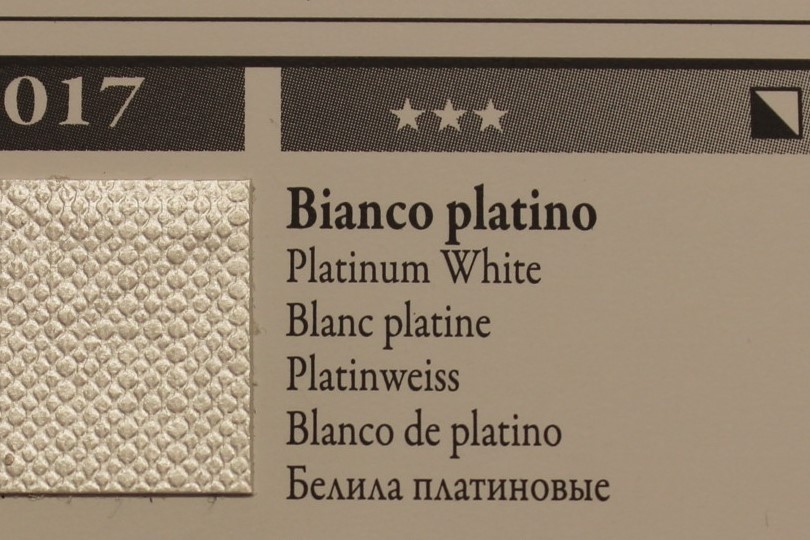 017
★★★
Bianco platino
Platinum White
Blanc platine
Platinweiss
Blanco de platino
Белила платиновые